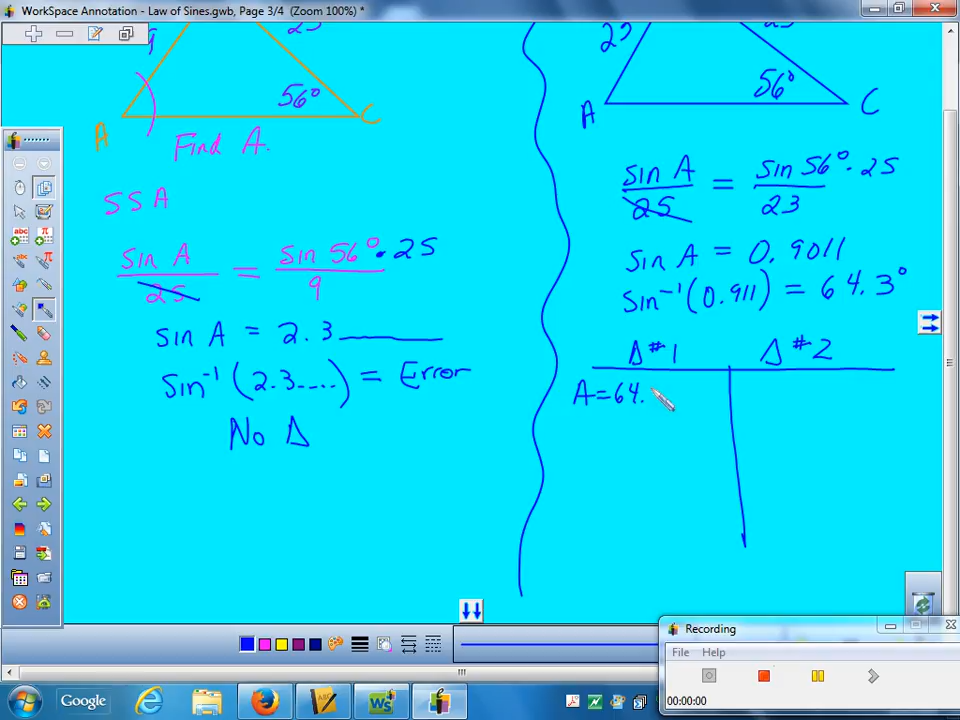 WorkSpace Annotation - Law of Sines.gwb, Page 3/4 (Zoom 100%) *
9
25
56°
A
C
Find A.
SSA
sin A / 25 = sin 56° • 25 / 9
sin A = 2.3
sin⁻¹ (2.3....) = Error
No Δ
23
25
56°
A
C
sin A / 25 = sin 56° · 25 / 23
sin A = 0.9011
sin⁻¹(0.911) = 64.3°
Δ #1
Δ #2
A=64.
Recording
File Help
00:00:00
Google